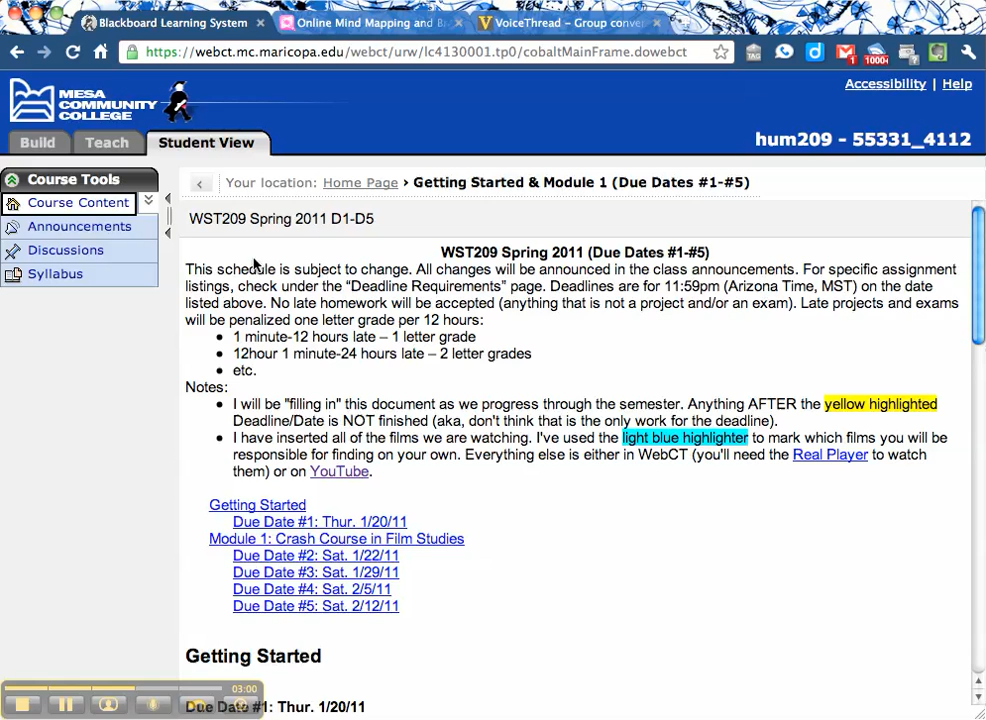 Blackboard Learning System
Online Mind Mapping and B
VoiceThread – Group conver
https://webct.mc.maricopa.edu/webct/urw/lc4130001.tp0/cobaltMainFrame.dowebct
MESA
COMMUNITY
COLLEGE
Accessibility | Help
Build
Teach
Student View
hum209 - 55331_4112
Course Tools
Your location: Home Page › Getting Started & Module 1 (Due Dates #1-#5)
Course Content
Announcements
Discussions
Syllabus
WST209 Spring 2011 D1-D5
WST209 Spring 2011 (Due Dates #1-#5)
This schedule is subject to change. All changes will be announced in the class announcements. For specific assignment
listings, check under the “Deadline Requirements” page. Deadlines are for 11:59pm (Arizona Time, MST) on the date
listed above. No late homework will be accepted (anything that is not a project and/or an exam). Late projects and exams
will be penalized one letter grade per 12 hours:
• 1 minute-12 hours late – 1 letter grade
• 12hour 1 minute-24 hours late – 2 letter grades
• etc.
Notes:
• I will be "filling in" this document as we progress through the semester. Anything AFTER the yellow highlighted
Deadline/Date is NOT finished (aka, don't think that is the only work for the deadline).
• I have inserted all of the films we are watching. I've used the light blue highlighter to mark which films you will be
responsible for finding on your own. Everything else is either in WebCT (you'll need the Real Player to watch
them) or on YouTube.
Getting Started
Due Date #1: Thur. 1/20/11
Module 1: Crash Course in Film Studies
Due Date #2: Sat. 1/22/11
Due Date #3: Sat. 1/29/11
Due Date #4: Sat. 2/5/11
Due Date #5: Sat. 2/12/11
Getting Started
03:00
Due Date #1: Thur. 1/20/11